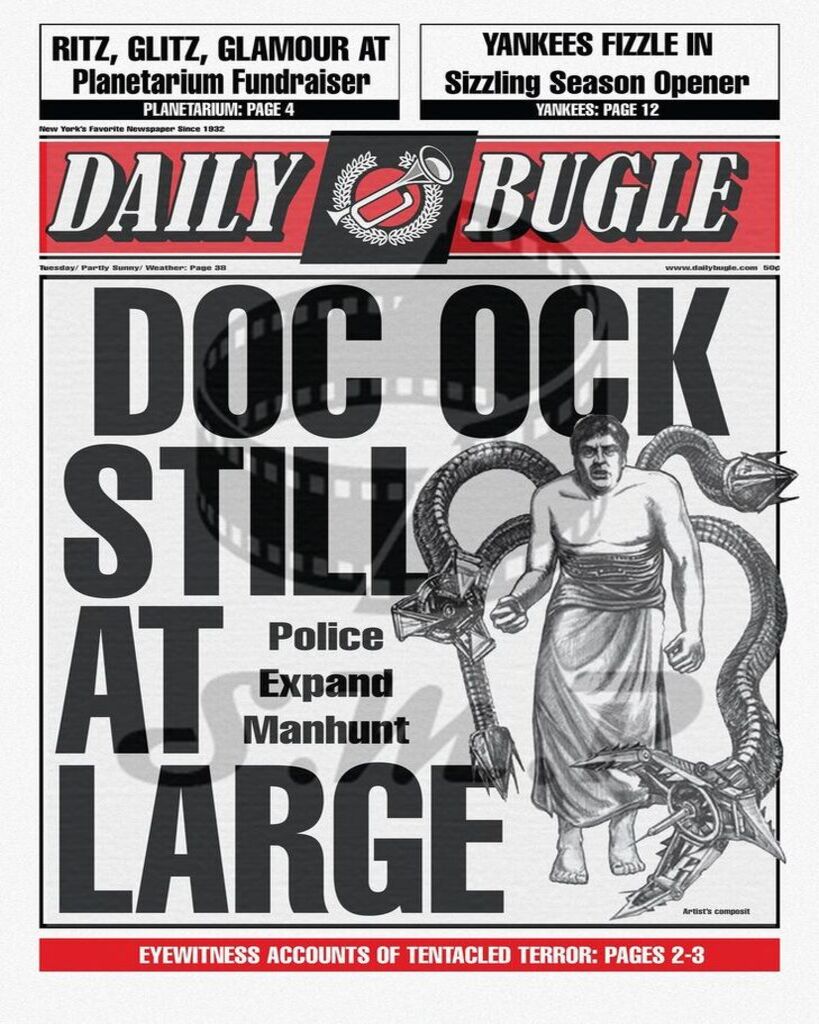 RITZ, GLITZ, GLAMOUR AT
Planetarium Fundraiser
PLANETARIUM: PAGE 4
YANKEES FIZZLE IN
Sizzling Season Opener
YANKEES: PAGE 12
New York's Favorite Newspaper Since 1932
DAILY BUGLE
Tuesday/ Partly Sunny/ Weather: Page 38
www.dailybugle.com 50¢
DOC OCK
STILL
AT
LARGE
Police
Expand
Manhunt
S.M.P
Artist's composit
EYEWITNESS ACCOUNTS OF TENTACLED TERROR: PAGES 2-3